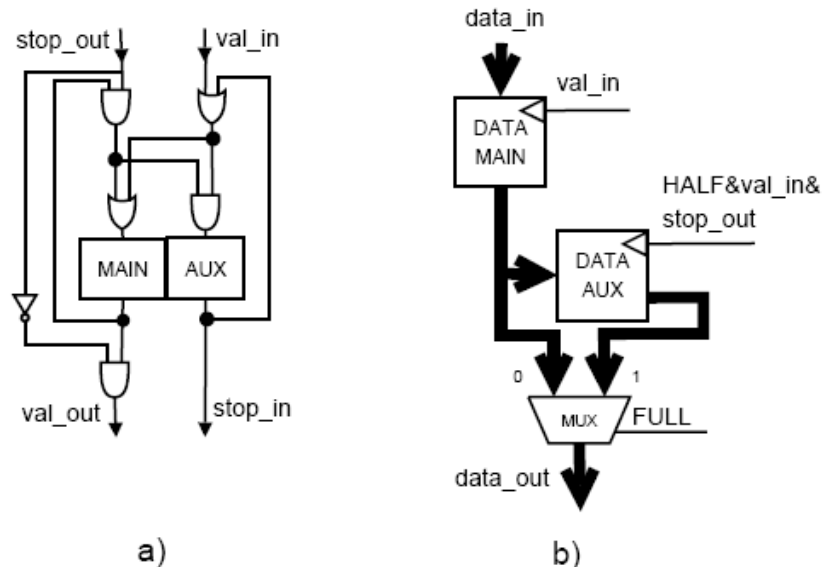 stop_out
val_in
MAIN
AUX
val_out
stop_in
a)
data_in
val_in
DATA
MAIN
HALF&val_in&
stop_out
DATA
AUX
0
1
MUX
FULL
data_out
b)